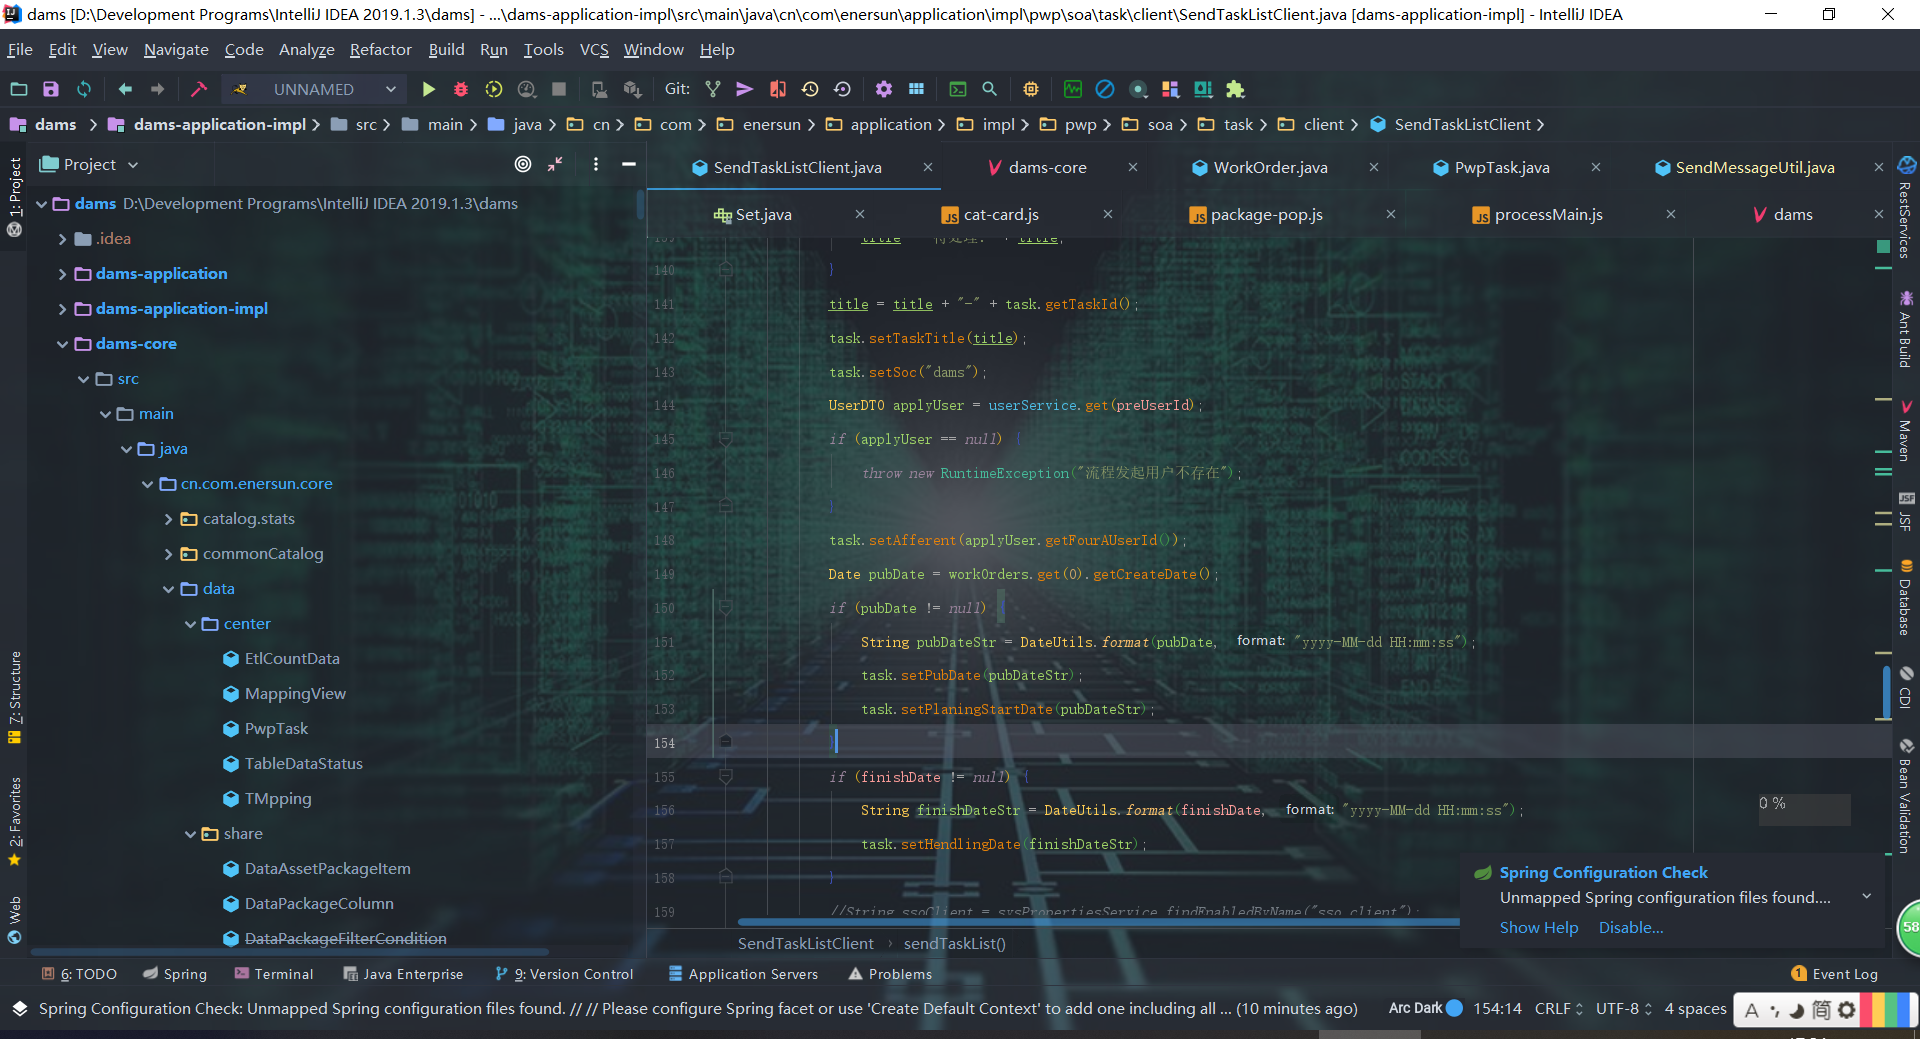 dams [D:\Development Programs\IntelliJ IDEA 2019.1.3\dams] - ...\dams-application-impl\src\main\java\cn\com\enersun\application\impl\pwp\soa\task\client\SendTaskListClient.java [dams-application-impl] - IntelliJ IDEA
File Edit View Navigate Code Analyze Refactor Build Run Tools VCS Window Help
UNNAMED Git:
dams dams-application-impl src main java cn com enersun application impl pwp soa task client SendTaskListClient
Project
SendTaskListClient.java dams-core WorkOrder.java PwpTask.java SendMessageUtil.java
Set.java cat-card.js package-pop.js processMain.js dams
1: Project
7: Structure
2: Favorites
Web
dams D:\Development Programs\IntelliJ IDEA 2019.1.3\dams
.idea
dams-application
dams-application-impl
dams-core
src
main
java
cn.com.enersun.core
catalog.stats
commonCatalog
data
center
EtlCountData
MappingView
PwpTask
TableDataStatus
TMpping
share
DataAssetPackageItem
DataPackageColumn
DataPackageFilterCondition
140 }
141 title = title + "-" + task.getTaskId();
142 task.setTaskTitle(title);
143 task.setSoc("dams");
144 UserDTO applyUser = userService.get(preUserId);
145 if (applyUser == null) {
146 throw new RuntimeException("流程发起用户不存在");
147 }
148 task.setAfferent(applyUser.getFourAUserId());
149 Date pubDate = workOrders.get(0).getCreateDate();
150 if (pubDate != null) {
151 String pubDateStr = DateUtils.format(pubDate, format: "yyyy-MM-dd HH:mm:ss");
152 task.setPubDate(pubDateStr);
153 task.setPlaningStartDate(pubDateStr);
154 }
155 if (finishDate != null) {
156 String finishDateStr = DateUtils.format(finishDate, format: "yyyy-MM-dd HH:mm:ss");
157 task.setHendlingDate(finishDateStr);
158 }
159 //String ssoClient = sysPropertiesService.findEnabledByName("sso_client");
SendTaskListClient sendTaskList()
RestServices
Ant Build
Maven
JSF
Database
CDI
Bean Validation
0 %
58
Spring Configuration Check
Unmapped Spring configuration files found....
Show Help Disable...
6: TODO Spring Terminal Java Enterprise 9: Version Control Application Servers Problems 1 Event Log
Spring Configuration Check: Unmapped Spring configuration files found. // // Please configure Spring facet or use 'Create Default Context' to add one including all ... (10 minutes ago) Arc Dark 154:14 CRLF UTF-8 4 spaces A 简